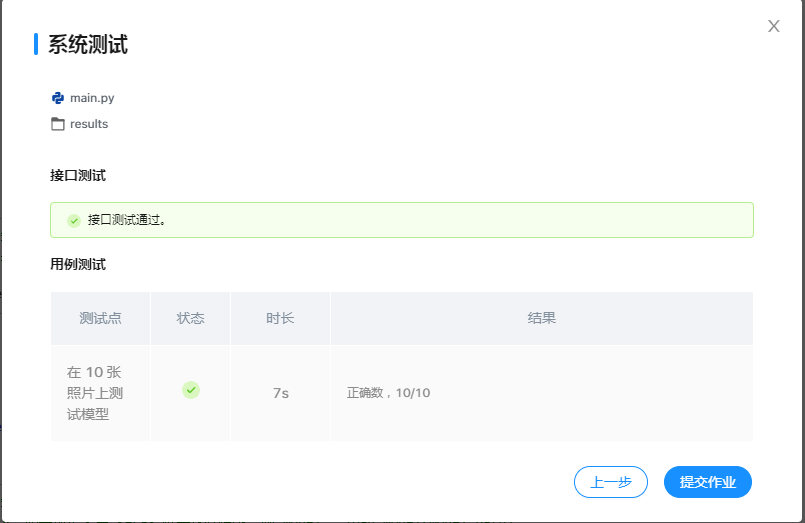 系统测试
main.py
results
接口测试
接口测试通过。
用例测试
测试点 状态 时长 结果
在 10 张
照片上测
试模型
7s
正确数，10/10
上一步 提交作业